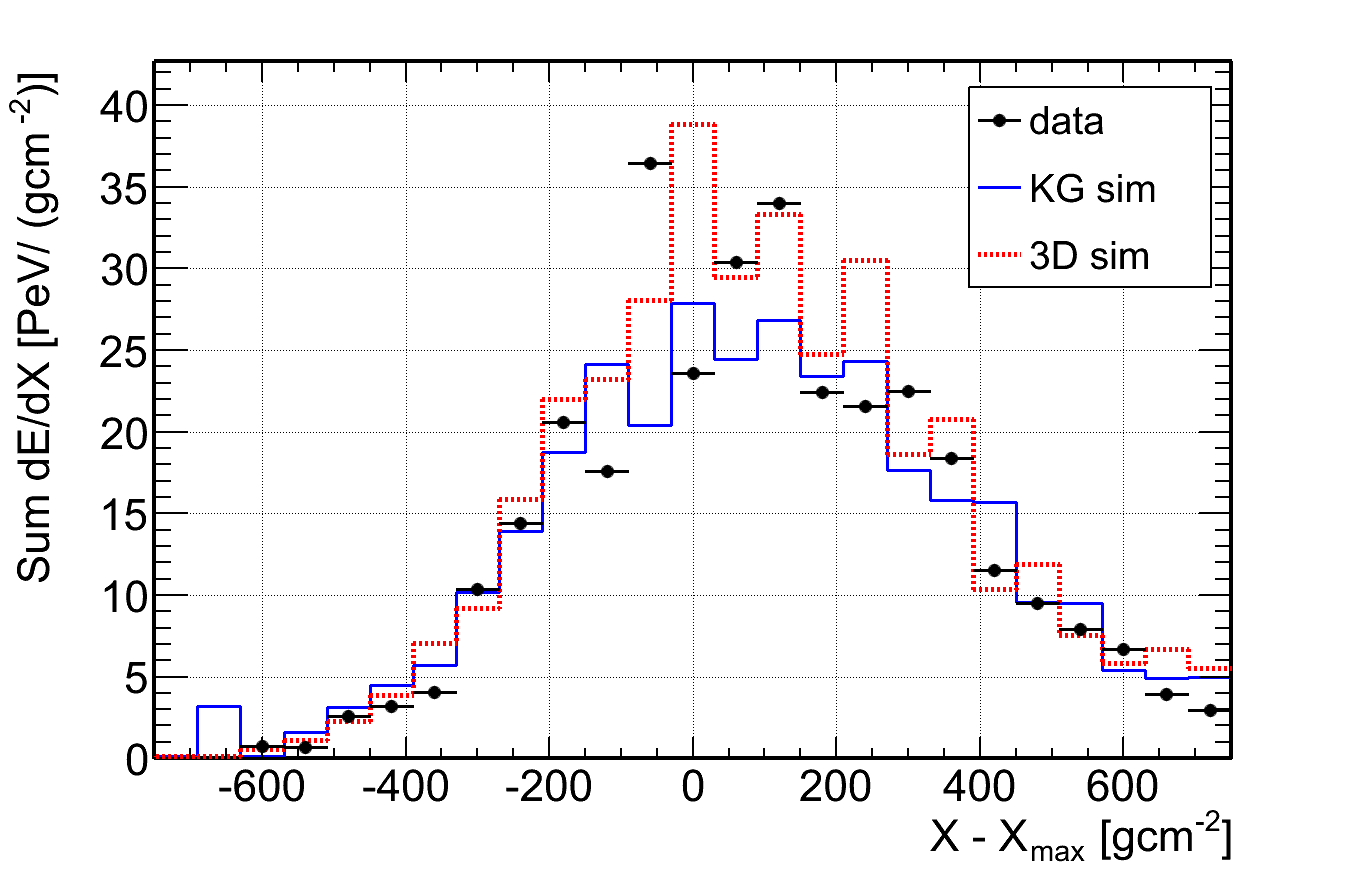 Sum dE/dX [PeV/ (gcm⁻²)]
40
35
30
25
20
15
10
5
0
-600 -400 -200 0 200 400 600
X - Xmax [gcm⁻²]
data
KG sim
3D sim